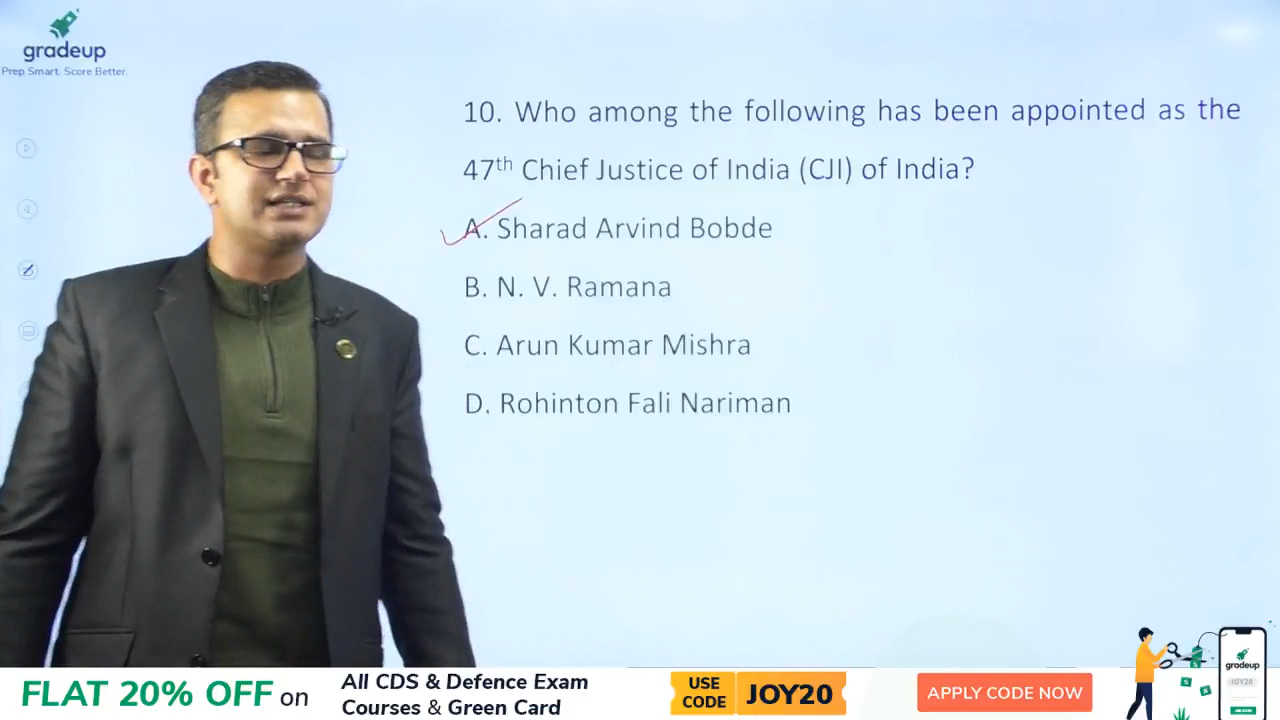 gradeup
Prep Smart. Score Better.
10. Who among the following has been appointed as the
47th Chief Justice of India (CJI) of India?
A. Sharad Arvind Bobde
B. N. V. Ramana
C. Arun Kumar Mishra
D. Rohinton Fali Nariman
FLAT 20% OFF on
All CDS & Defence Exam
Courses & Green Card
USE
CODE
JOY20
APPLY CODE NOW
gradeup
JOY20